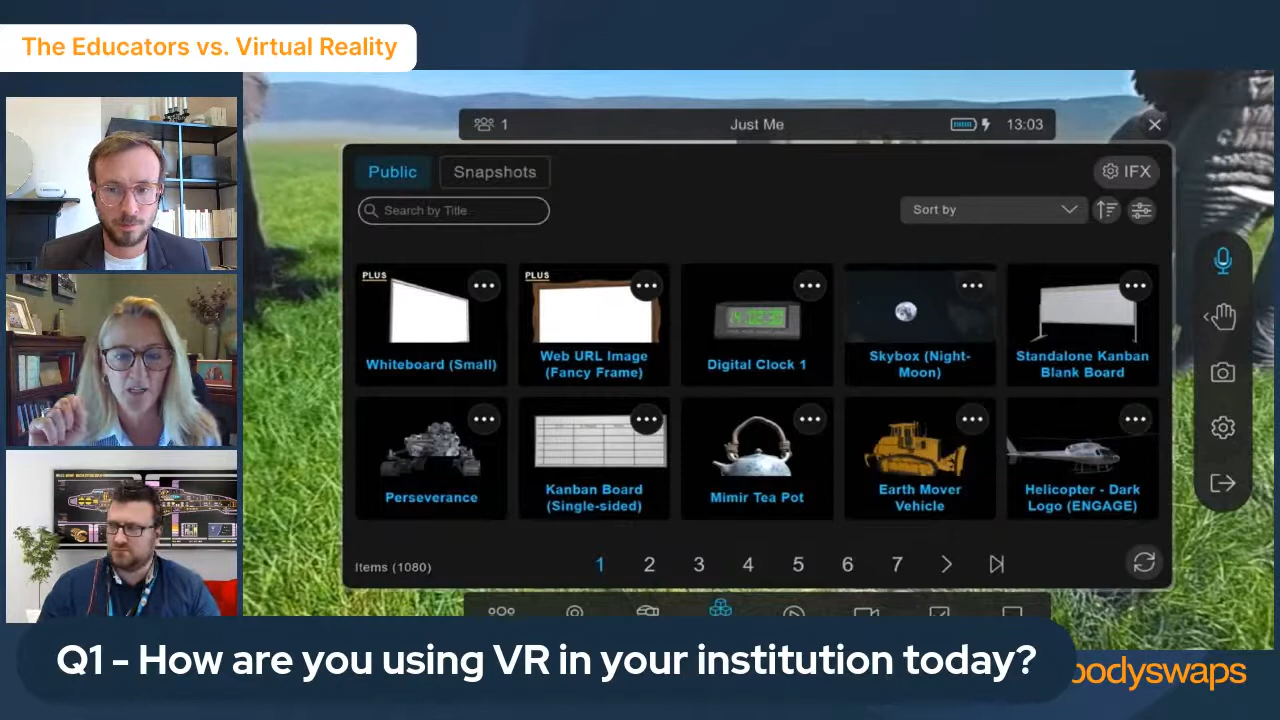 The Educators vs. Virtual Reality
1
Just Me
13:03
Public
Snapshots
IFX
Search by Title
Sort by
PLUS
Whiteboard (Small)
PLUS
Web URL Image
(Fancy Frame)
Digital Clock 1
Skybox (Night-
Moon)
Standalone Kanban
Blank Board
Perseverance
Kanban Board
(Single-sided)
Mimir Tea Pot
Earth Mover
Vehicle
Helicopter - Dark
Logo (ENGAGE)
Items (1080)
1 2 3 4 5 6 7
Q1 - How are you using VR in your institution today?
bodyswaps